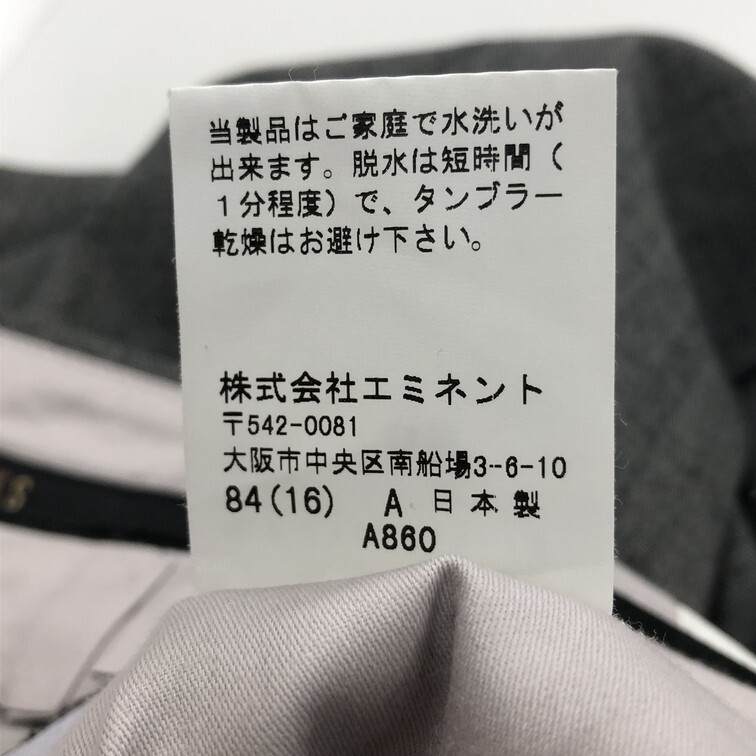 当製品はご家庭で水洗いが
出来ます。脱水は短時間（
１分程度）で、タンブラー
乾燥はお避け下さい。
株式会社エミネント
〒542-0081
大阪市中央区南船場3-6-10
84(16) A 日本製
A860